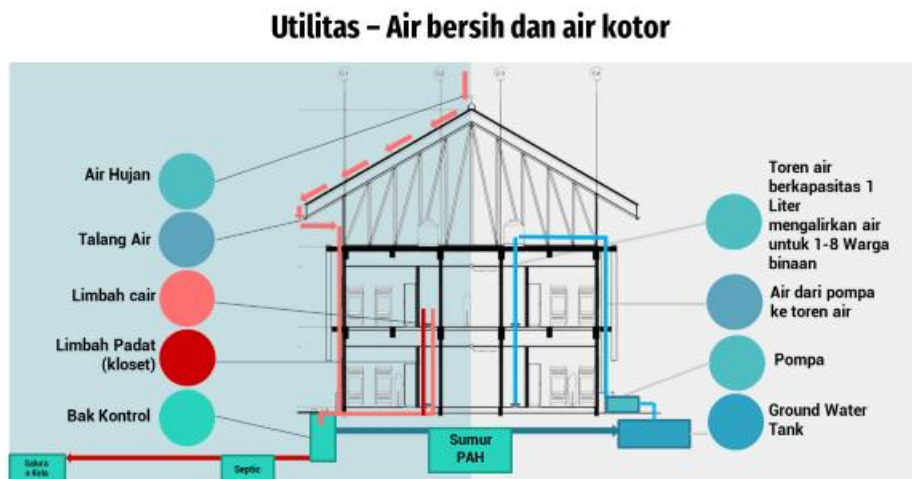 Utilitas – Air bersih dan air kotor
Air Hujan
Talang Air
Limbah cair
Limbah Padat
(kloset)
Bak Kontrol
Salura
n Kota
Septic
Sumur
PAH
Toren air
berkapasitas 1
Liter
mengalirkan air
untuk 1-8 Warga
binaan
Air dari pompa
ke toren air
Pompa
Ground Water
Tank